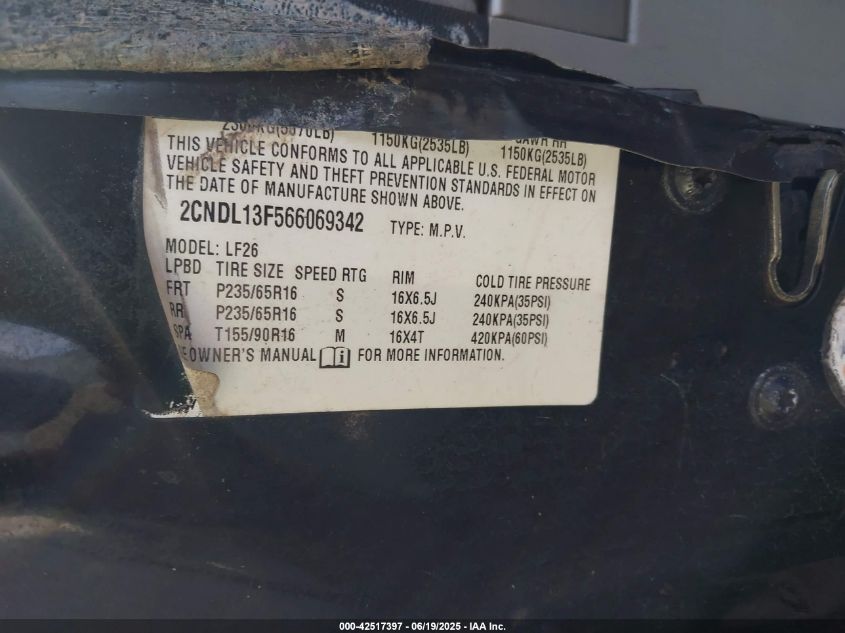 1150KG(2535LB) 1150KG(2535LB)
THIS VEHICLE CONFORMS TO ALL APPLICABLE U.S. FEDERAL MOTOR
VEHICLE SAFETY AND THEFT PREVENTION STANDARDS IN EFFECT ON
THE DATE OF MANUFACTURE SHOWN ABOVE.
2CNDL13F566069342 TYPE: M.P.V.
MODEL: LF26
LPBD TIRE SIZE SPEED RTG RIM COLD TIRE PRESSURE
FRT P235/65R16 S 16X6.5J 240KPA(35PSI)
RR P235/65R16 S 16X6.5J 240KPA(35PSI)
SPA T155/90R16 M 16X4T 420KPA(60PSI)
OWNER'S MANUAL i FOR MORE INFORMATION.
000-42517397 - 06/19/2025 - IAA Inc.